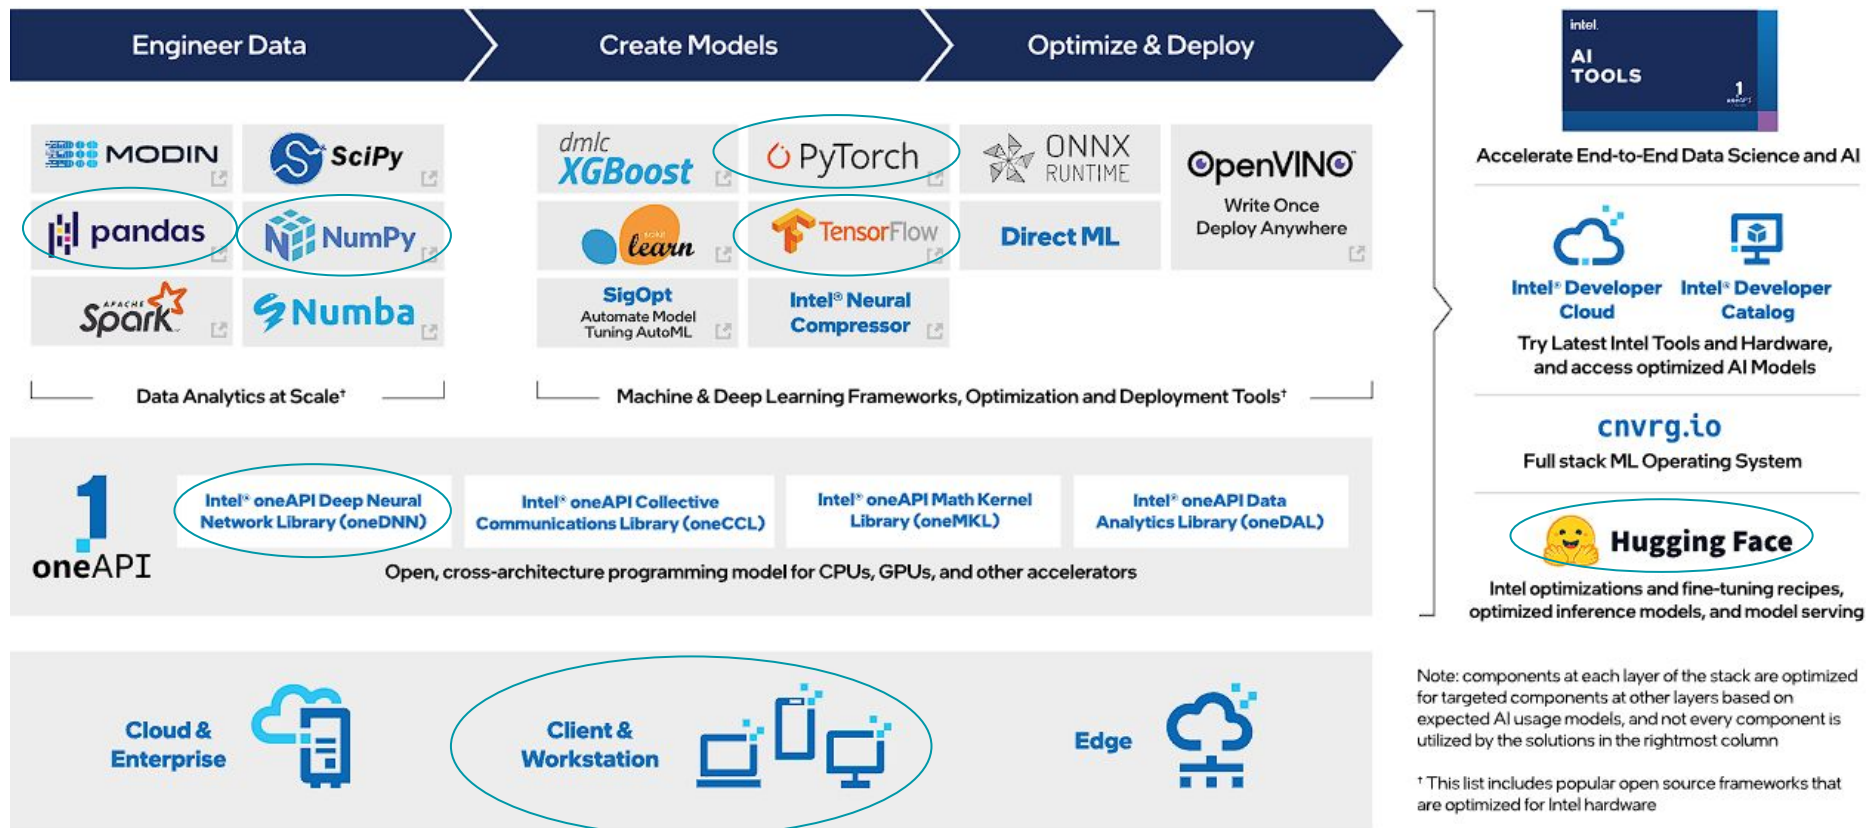 Engineer Data
Create Models
Optimize & Deploy
MODIN
SciPy
pandas
NumPy
APACHE
Spark
Numba
Data Analytics at Scale†
dmlc
XGBoost
PyTorch
ONNX
RUNTIME
OpenVINO™
Write Once
Deploy Anywhere
learn
TensorFlow
Direct ML
SigOpt
Automate Model
Tuning AutoML
Intel® Neural
Compressor
Machine & Deep Learning Frameworks, Optimization and Deployment Tools†
1
oneAPI
Intel® oneAPI Deep Neural
Network Library (oneDNN)
Intel® oneAPI Collective
Communications Library (oneCCL)
Intel® oneAPI Math Kernel
Library (oneMKL)
Intel® oneAPI Data
Analytics Library (oneDAL)
Open, cross-architecture programming model for CPUs, GPUs, and other accelerators
Cloud &
Enterprise
Client &
Workstation
Edge
intel.
AI
TOOLS
1
oneAPI
Accelerate End-to-End Data Science and AI
Intel® Developer
Cloud
Intel® Developer
Catalog
Try Latest Intel Tools and Hardware,
and access optimized AI Models
cnvrg.io
Full stack ML Operating System
Hugging Face
Intel optimizations and fine-tuning recipes,
optimized inference models, and model serving
Note: components at each layer of the stack are optimized
for targeted components at other layers based on
expected AI usage models, and not every component is
utilized by the solutions in the rightmost column
† This list includes popular open source frameworks that
are optimized for Intel hardware